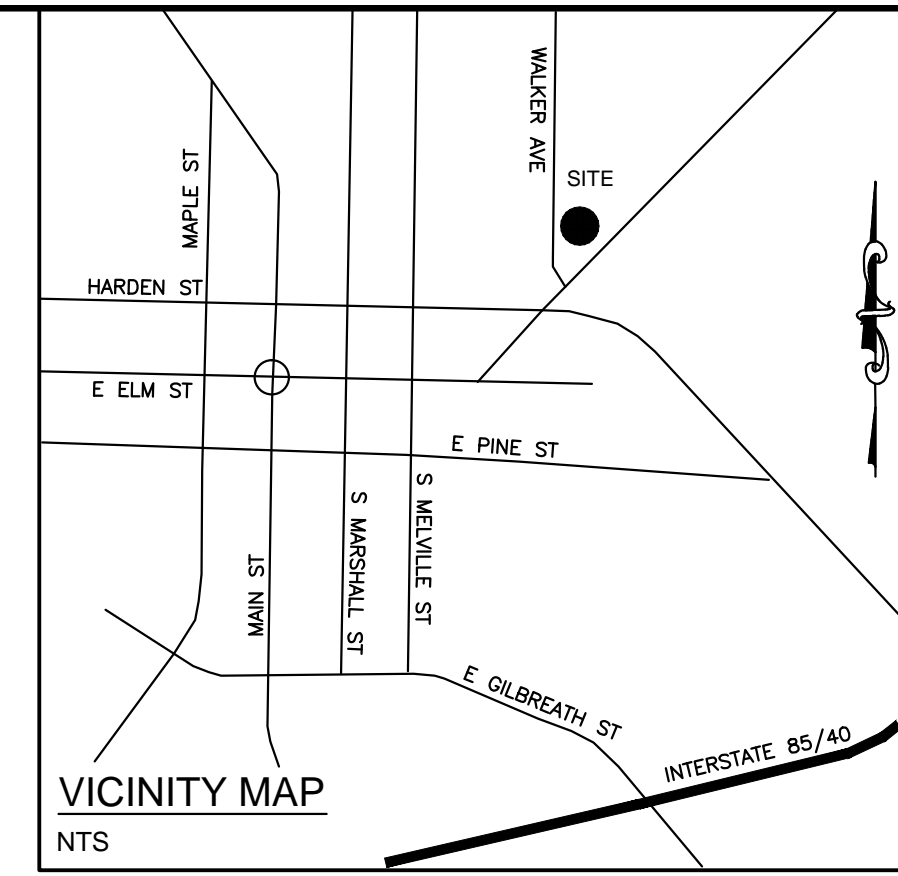 WALKER AVE
SITE
MAPLE ST
HARDEN ST
E ELM ST
E PINE ST
S MELVILLE ST
S MARSHALL ST
MAIN ST
E GILBREATH ST
INTERSTATE 85/40
VICINITY MAP
NTS